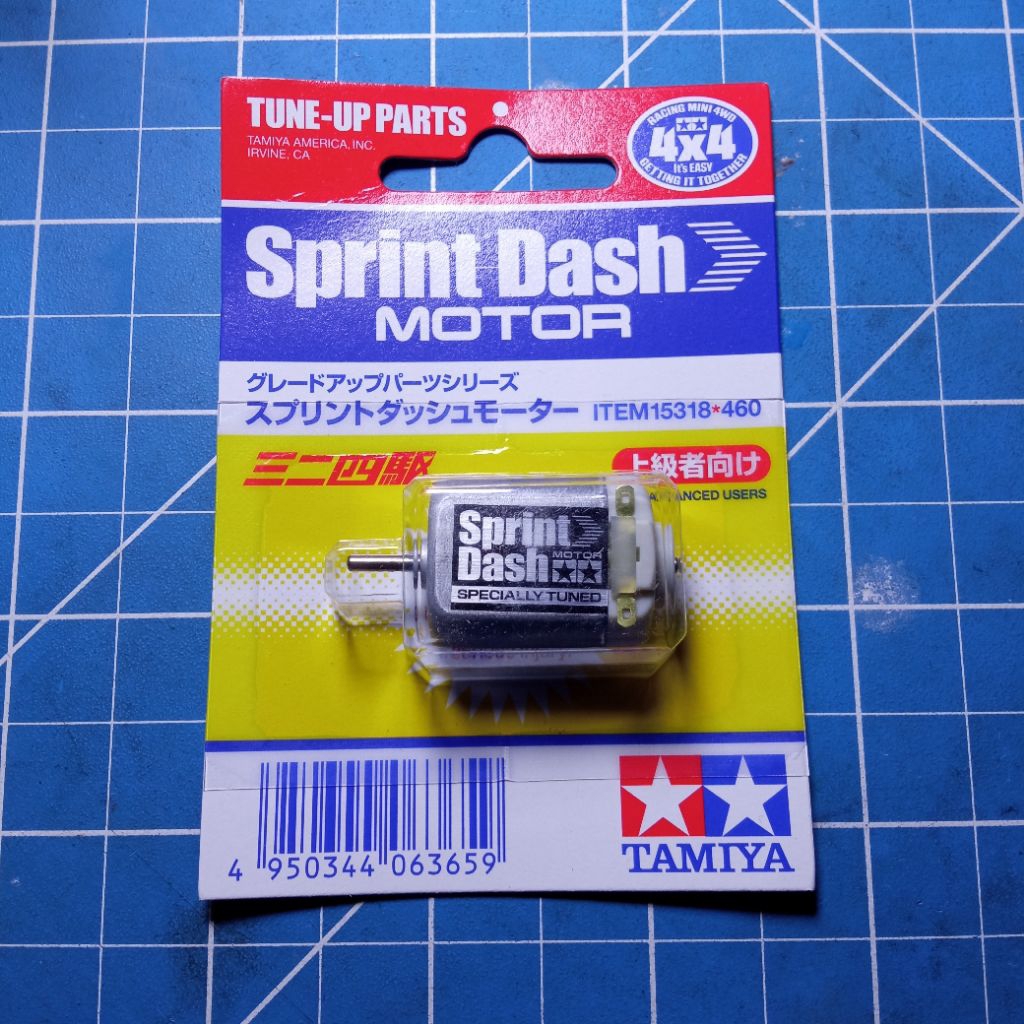 TUNE-UP PARTS
TAMIYA AMERICA, INC.
IRVINE, CA
RACING MINI 4WD
4x4
It's EASY
GETTING IT TOGETHER
Sprint Dash
MOTOR
グレードアップパーツシリーズ
スプリントダッシュモーター ITEM15318*460
ミニ四駆
上級者向け
ADVANCED USERS
Sprint
Dash
MOTOR
SPECIALLY TUNED
4 950344 063659
TAMIYA